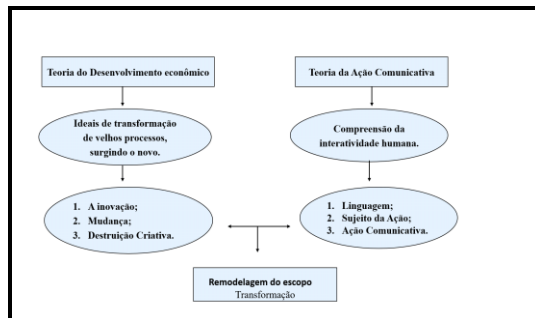 Teoria do Desenvolvimento econômico
Teoria da Ação Comunicativa
Ideais de transformação
de velhos processos,
surgindo o novo.
Compreensão da
interatividade humana.
1. A inovação;
2. Mudança;
3. Destruição Criativa.
1. Linguagem;
2. Sujeito da Ação;
3. Ação Comunicativa.
Remodelagem do escopo
Transformação